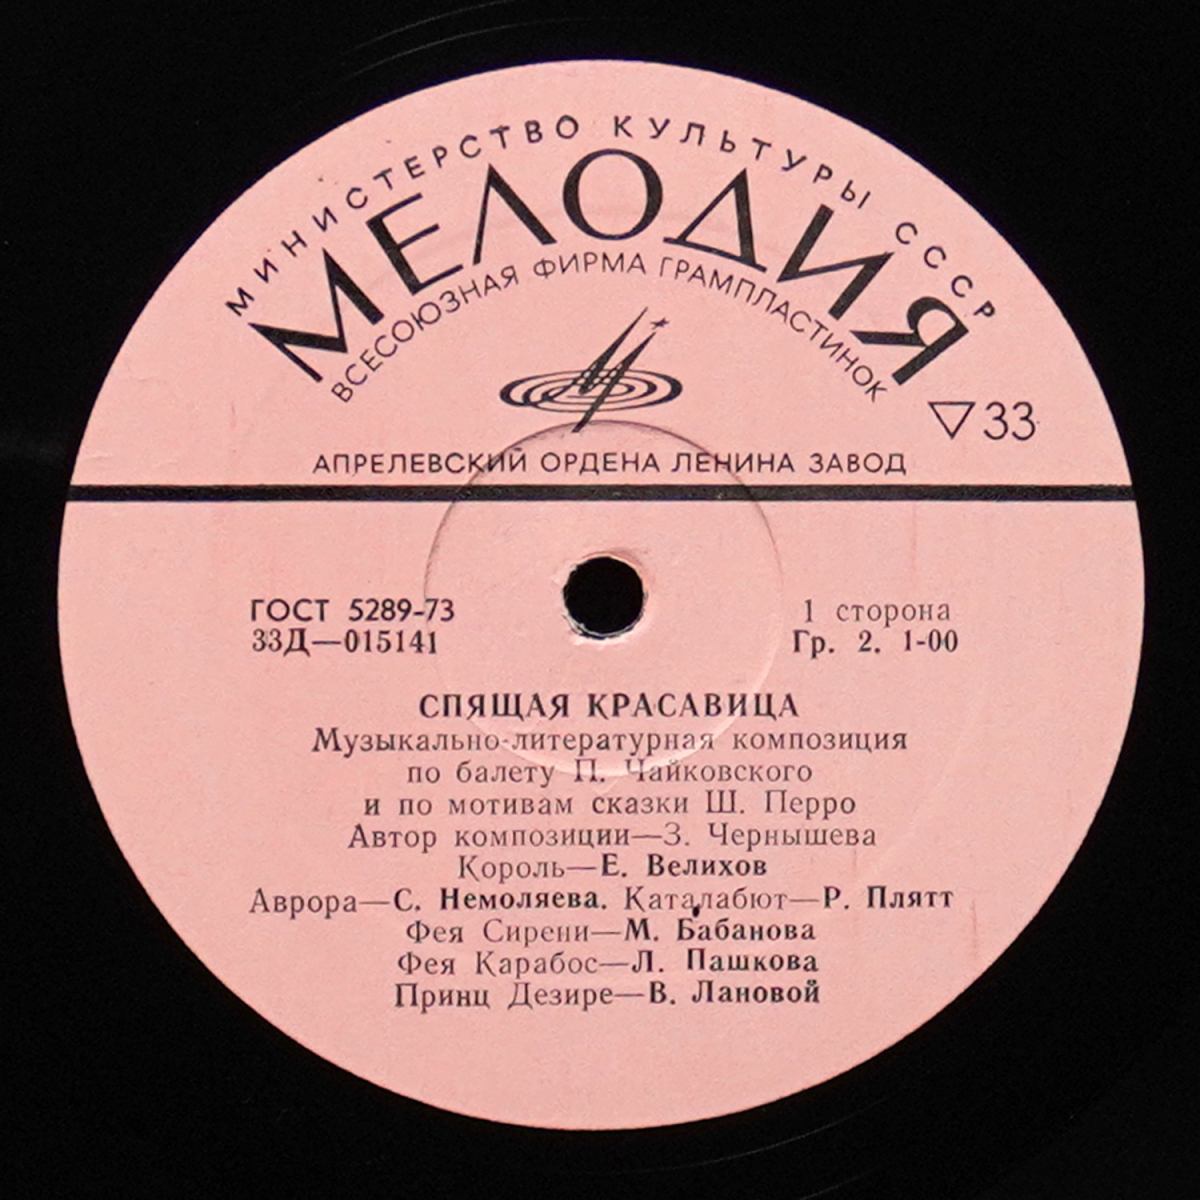 МИНИСТЕРСТВО КУЛЬТУРЫ СССР
МЕЛОДИЯ
ВСЕСОЮЗНАЯ ФИРМА ГРАМПЛАСТИНОК
33
АПРЕЛЕВСКИЙ ОРДЕНА ЛЕНИНА ЗАВОД
ГОСТ 5289-73
33Д—015141
1 сторона
Гр. 2. 1-00
СПЯЩАЯ КРАСАВИЦА
Музыкально-литературная композиция
по балету П. Чайковского
и по мотивам сказки Ш. Перро
Автор композиции—З. Чернышева
Король—Е. Велихов
Аврора—С. Немоляева. Каталабют—Р. Плятт
Фея Сирени—М. Бабанова
Фея Карабос—Л. Пашкова
Принц Дезире—В. Лановой